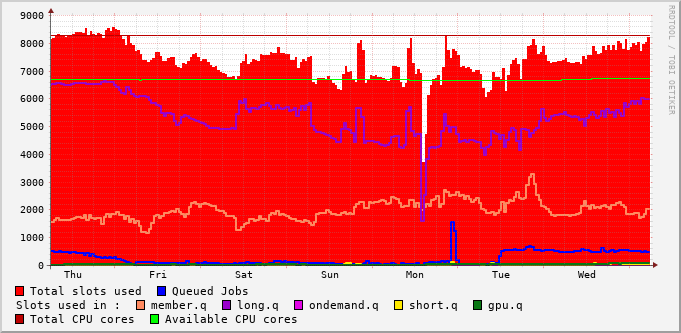 RRDTOOL / TOBI OETIKER
9000
8000
7000
6000
5000
4000
3000
2000
1000
0
Thu Fri Sat Sun Mon Tue Wed
Total slots used Queued Jobs
Slots used in : member.q long.q ondemand.q short.q gpu.q
Total CPU cores Available CPU cores